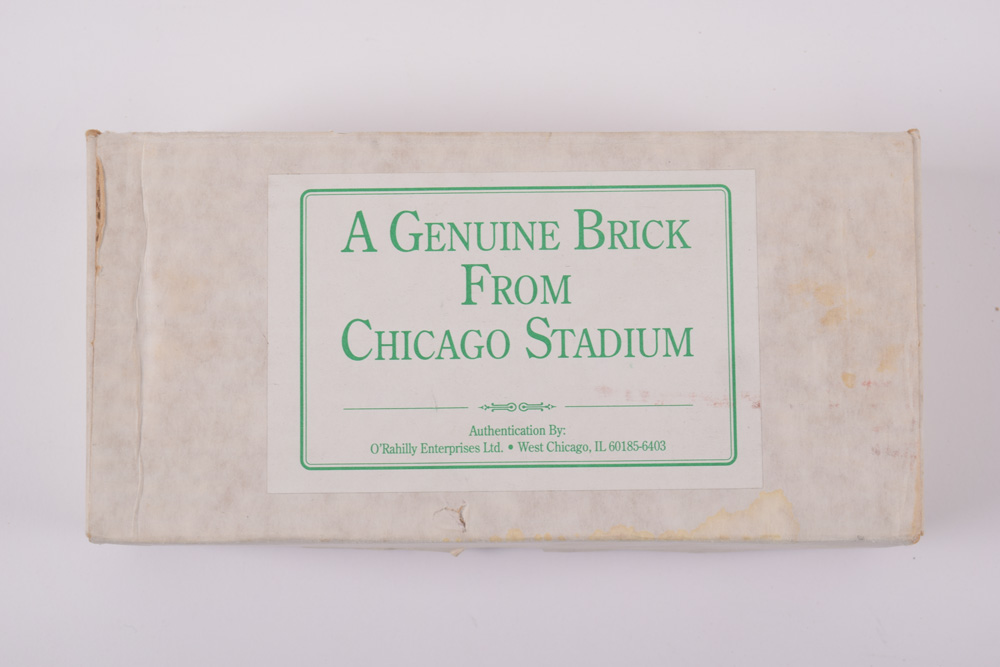 A Genuine Brick
From
Chicago Stadium
Authentication By:
O'Rahilly Enterprises Ltd. • West Chicago, IL 60185-6403